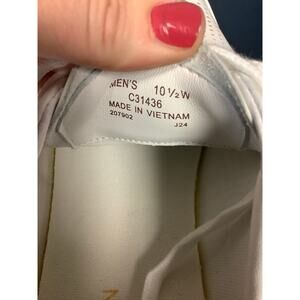 MEN'S 10 ½ W
C31436
MADE IN VIETNAM
207902 J24